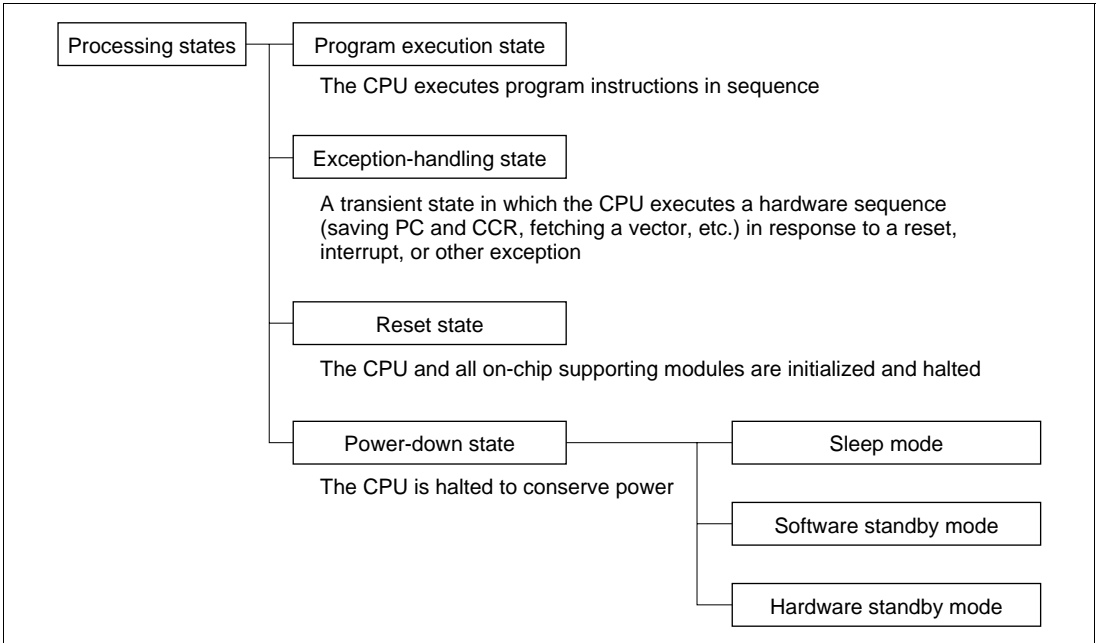 Processing states
Program execution state
The CPU executes program instructions in sequence
Exception-handling state
A transient state in which the CPU executes a hardware sequence
(saving PC and CCR, fetching a vector, etc.) in response to a reset,
interrupt, or other exception
Reset state
The CPU and all on-chip supporting modules are initialized and halted
Power-down state
Sleep mode
The CPU is halted to conserve power
Software standby mode
Hardware standby mode